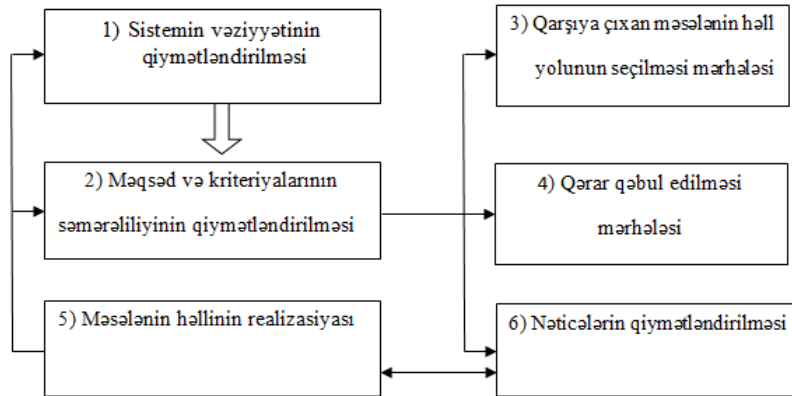 1) Sistemin vəziyyətinin
qiymətləndirilməsi
2) Məqsəd və kriteriyalarının
səmərəliliyinin qiymətləndirilməsi
5) Məsələnin həllinin realizasiyası
3) Qarşıya çıxan məsələnin həll
yolunun seçilməsi mərhələsi
4) Qərar qəbul edilməsi
mərhələsi
6) Nəticələrin qiymətləndirilməsi